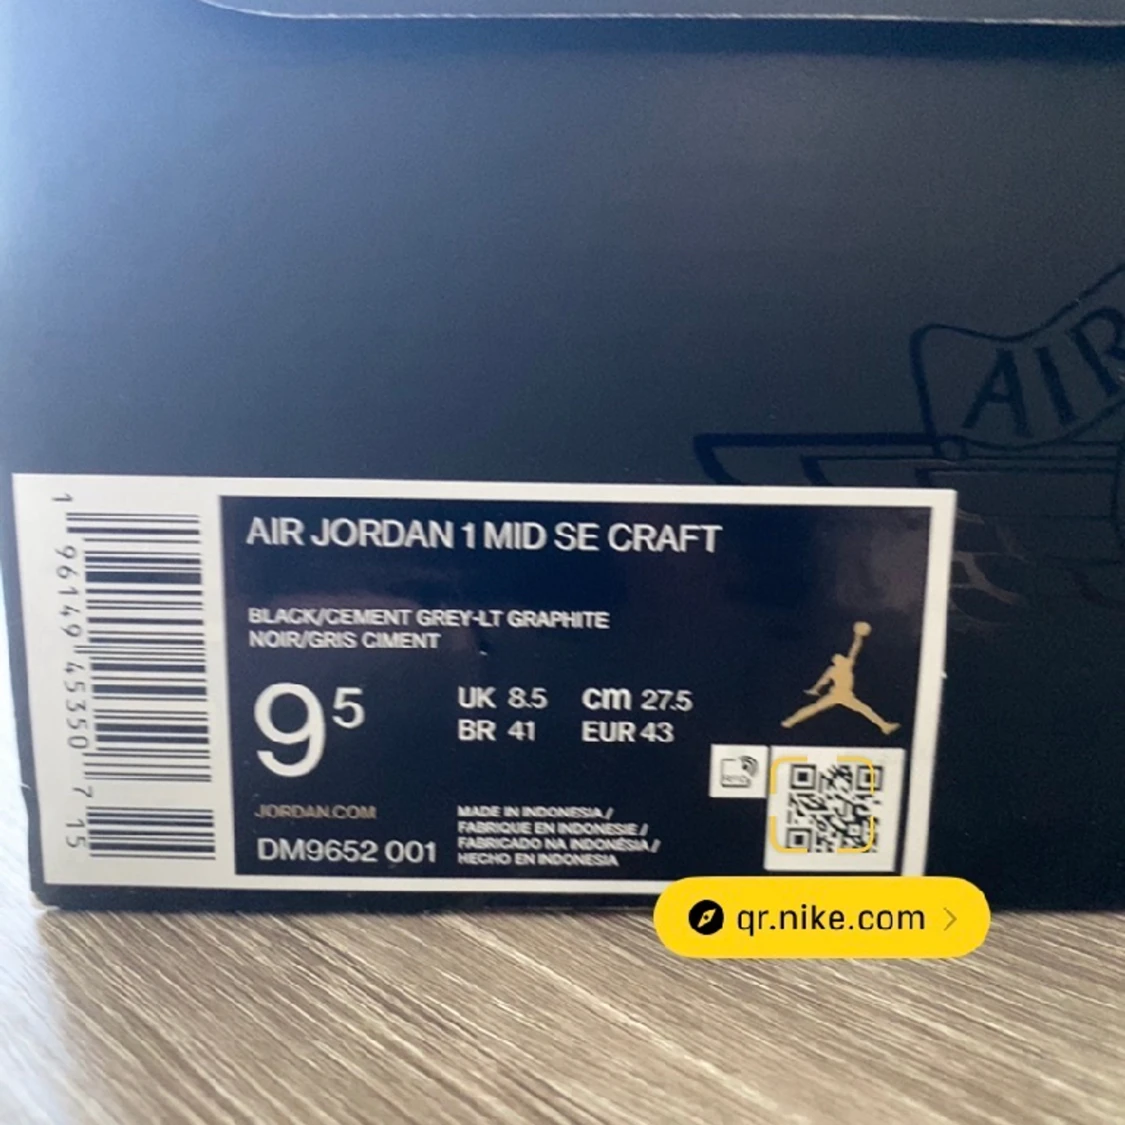 AIR
1 96149 45350 7 15
AIR JORDAN 1 MID SE CRAFT
BLACK/CEMENT GREY-LT GRAPHITE
NOIR/GRIS CIMENT
9 5
UK 8.5 cm 27.5
BR 41 EUR 43
JORDAN.COM
DM9652 001
MADE IN INDONESIA /
FABRIQUE EN INDONESIE /
FABRICADO NA INDONÉSIA /
HECHO EN INDONESIA
qr.nike.com